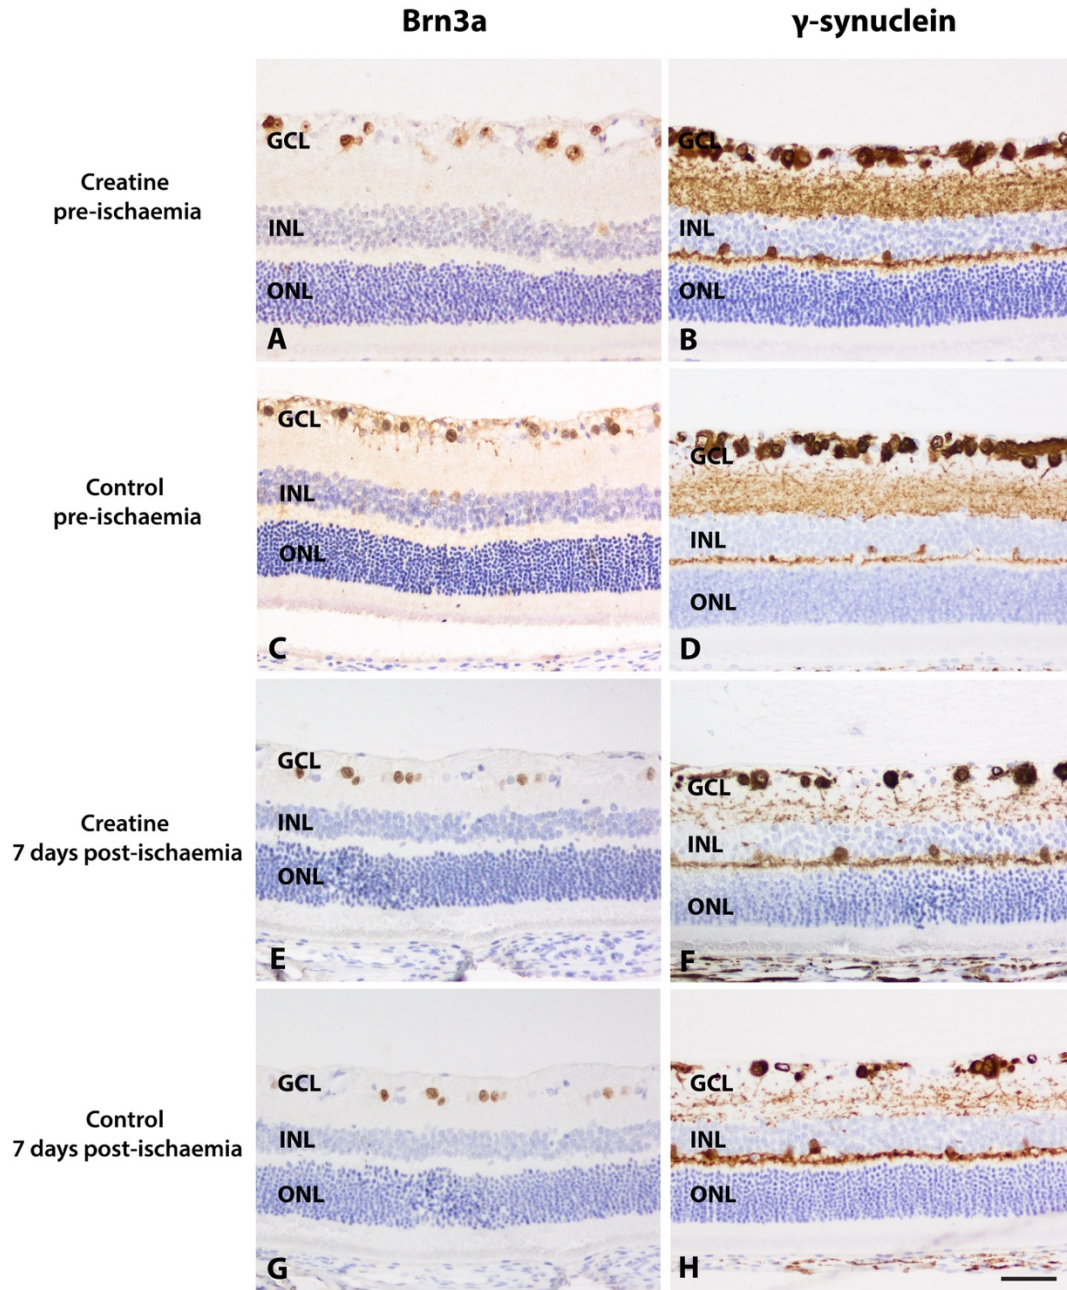 Brn3a γ-synuclein
Creatine
pre-ischaemia
GCL
INL
ONL
A
GCL
INL
ONL
B
Control
pre-ischaemia
GCL
INL
ONL
C
GCL
INL
ONL
D
Creatine
7 days post-ischaemia
GCL
INL
ONL
E
GCL
INL
ONL
F
Control
7 days post-ischaemia
GCL
INL
ONL
G
GCL
INL
ONL
H